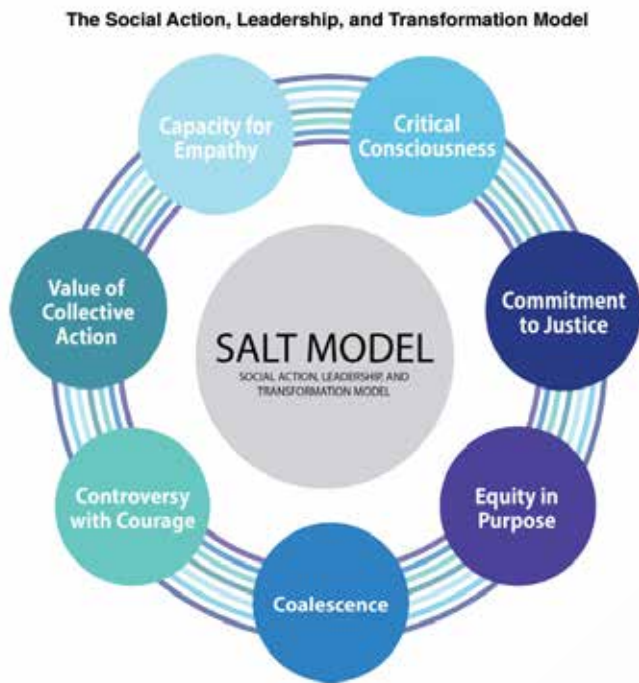 The Social Action, Leadership, and Transformation Model
Capacity for
Empathy
Critical
Consciousness
Value of
Collective
Action
SALT MODEL
SOCIAL ACTION, LEADERSHIP, AND
TRANSFORMATION MODEL
Commitment
to Justice
Controversy
with Courage
Equity in
Purpose
Coalescence